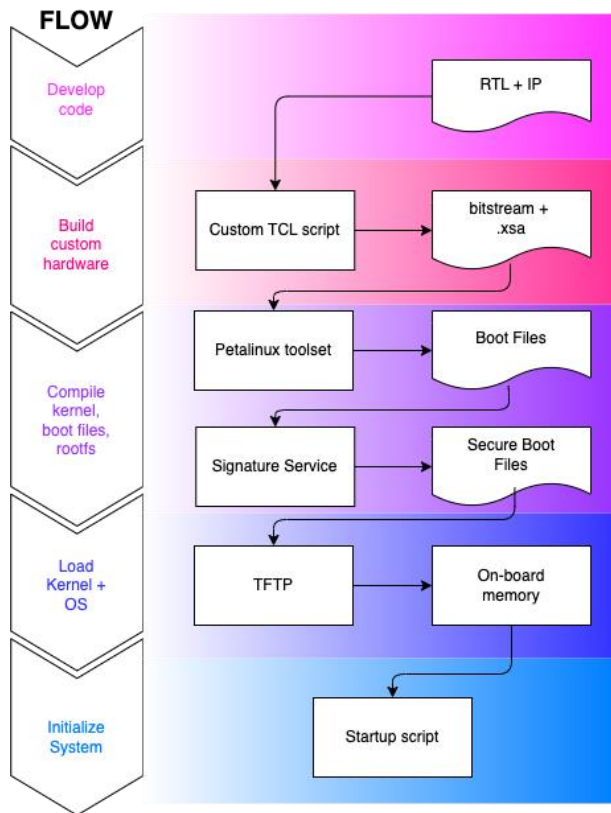 FLOW
Develop
code
RTL + IP
Build
custom
hardware
Custom TCL script
bitstream +
.xsa
Compile
kernel,
boot files,
rootfs
Petalinux toolset
Boot Files
Signature Service
Secure Boot
Files
Load
Kernel +
OS
TFTP
On-board
memory
Initialize
System
Startup script